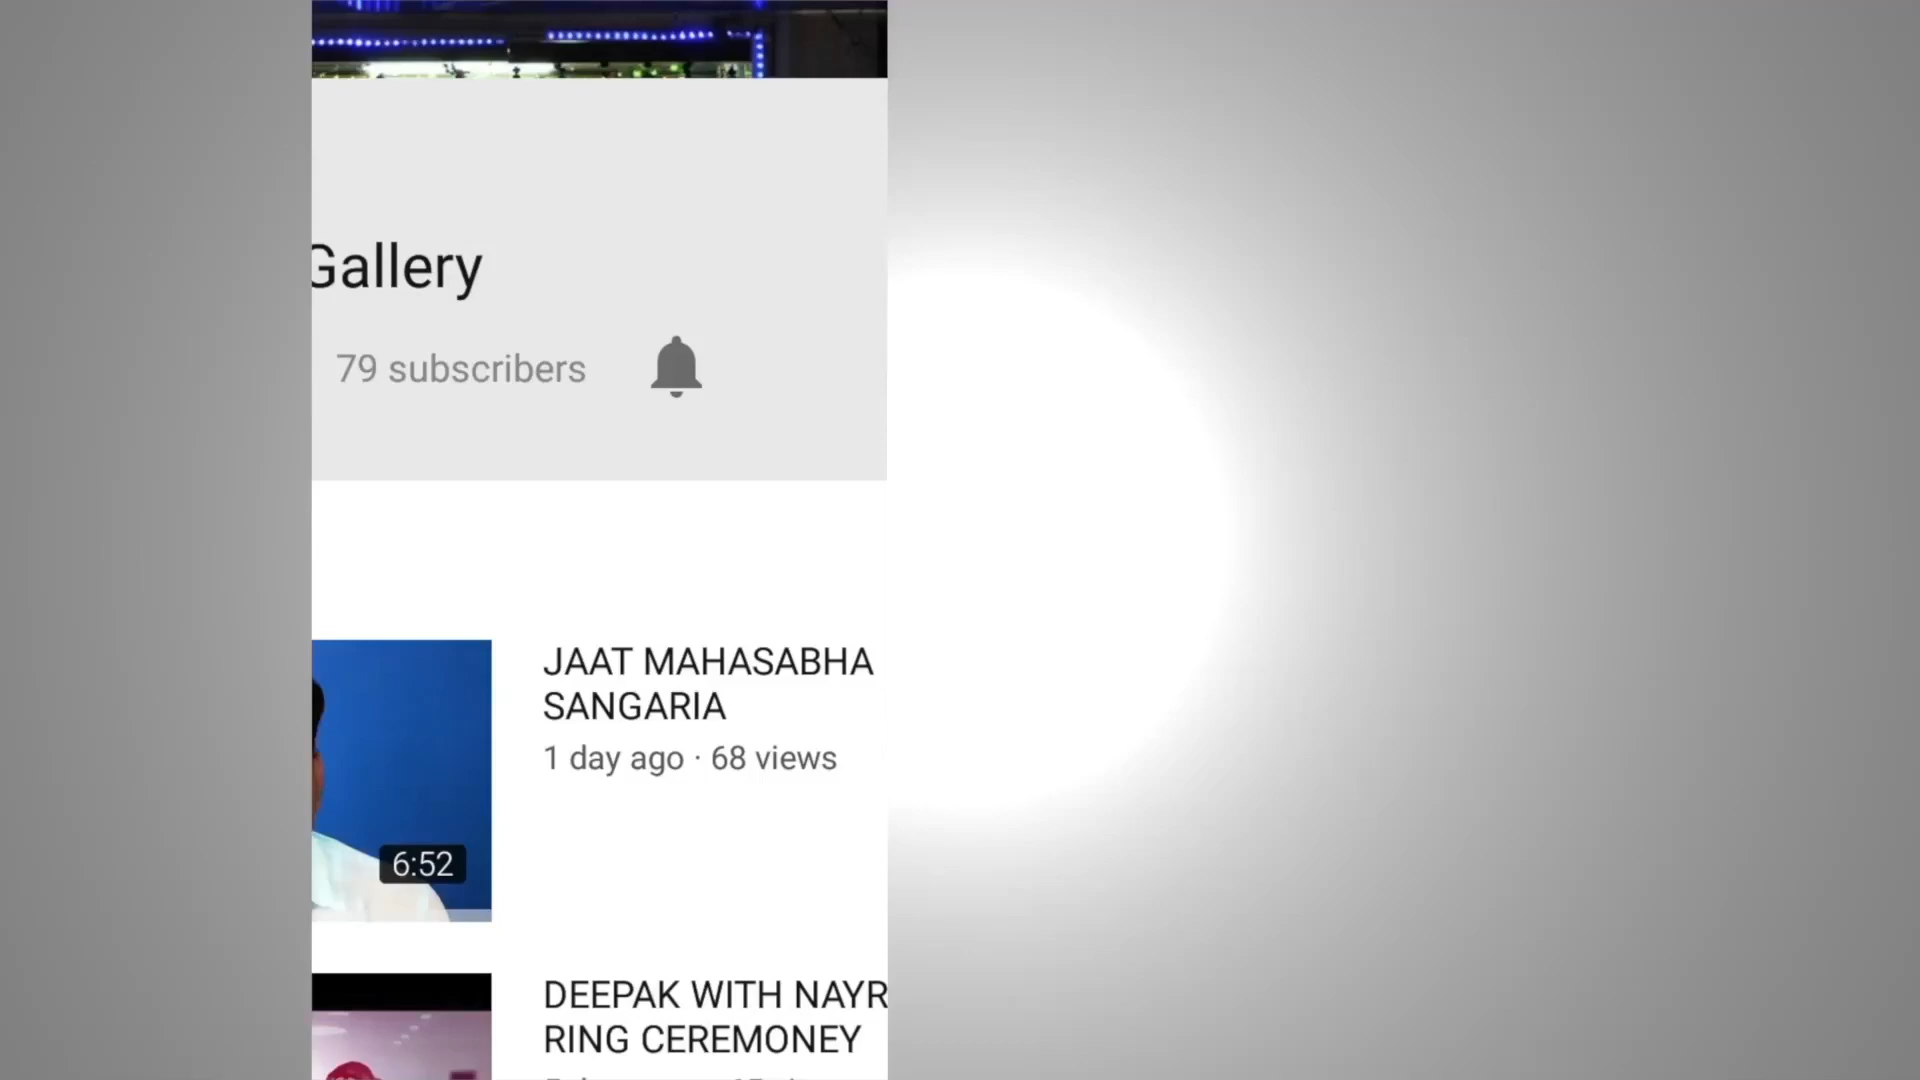 Gallery
79 subscribers
JAAT MAHASABHA
SANGARIA
1 day ago · 68 views
6:52
DEEPAK WITH NAYR
RING CEREMONEY